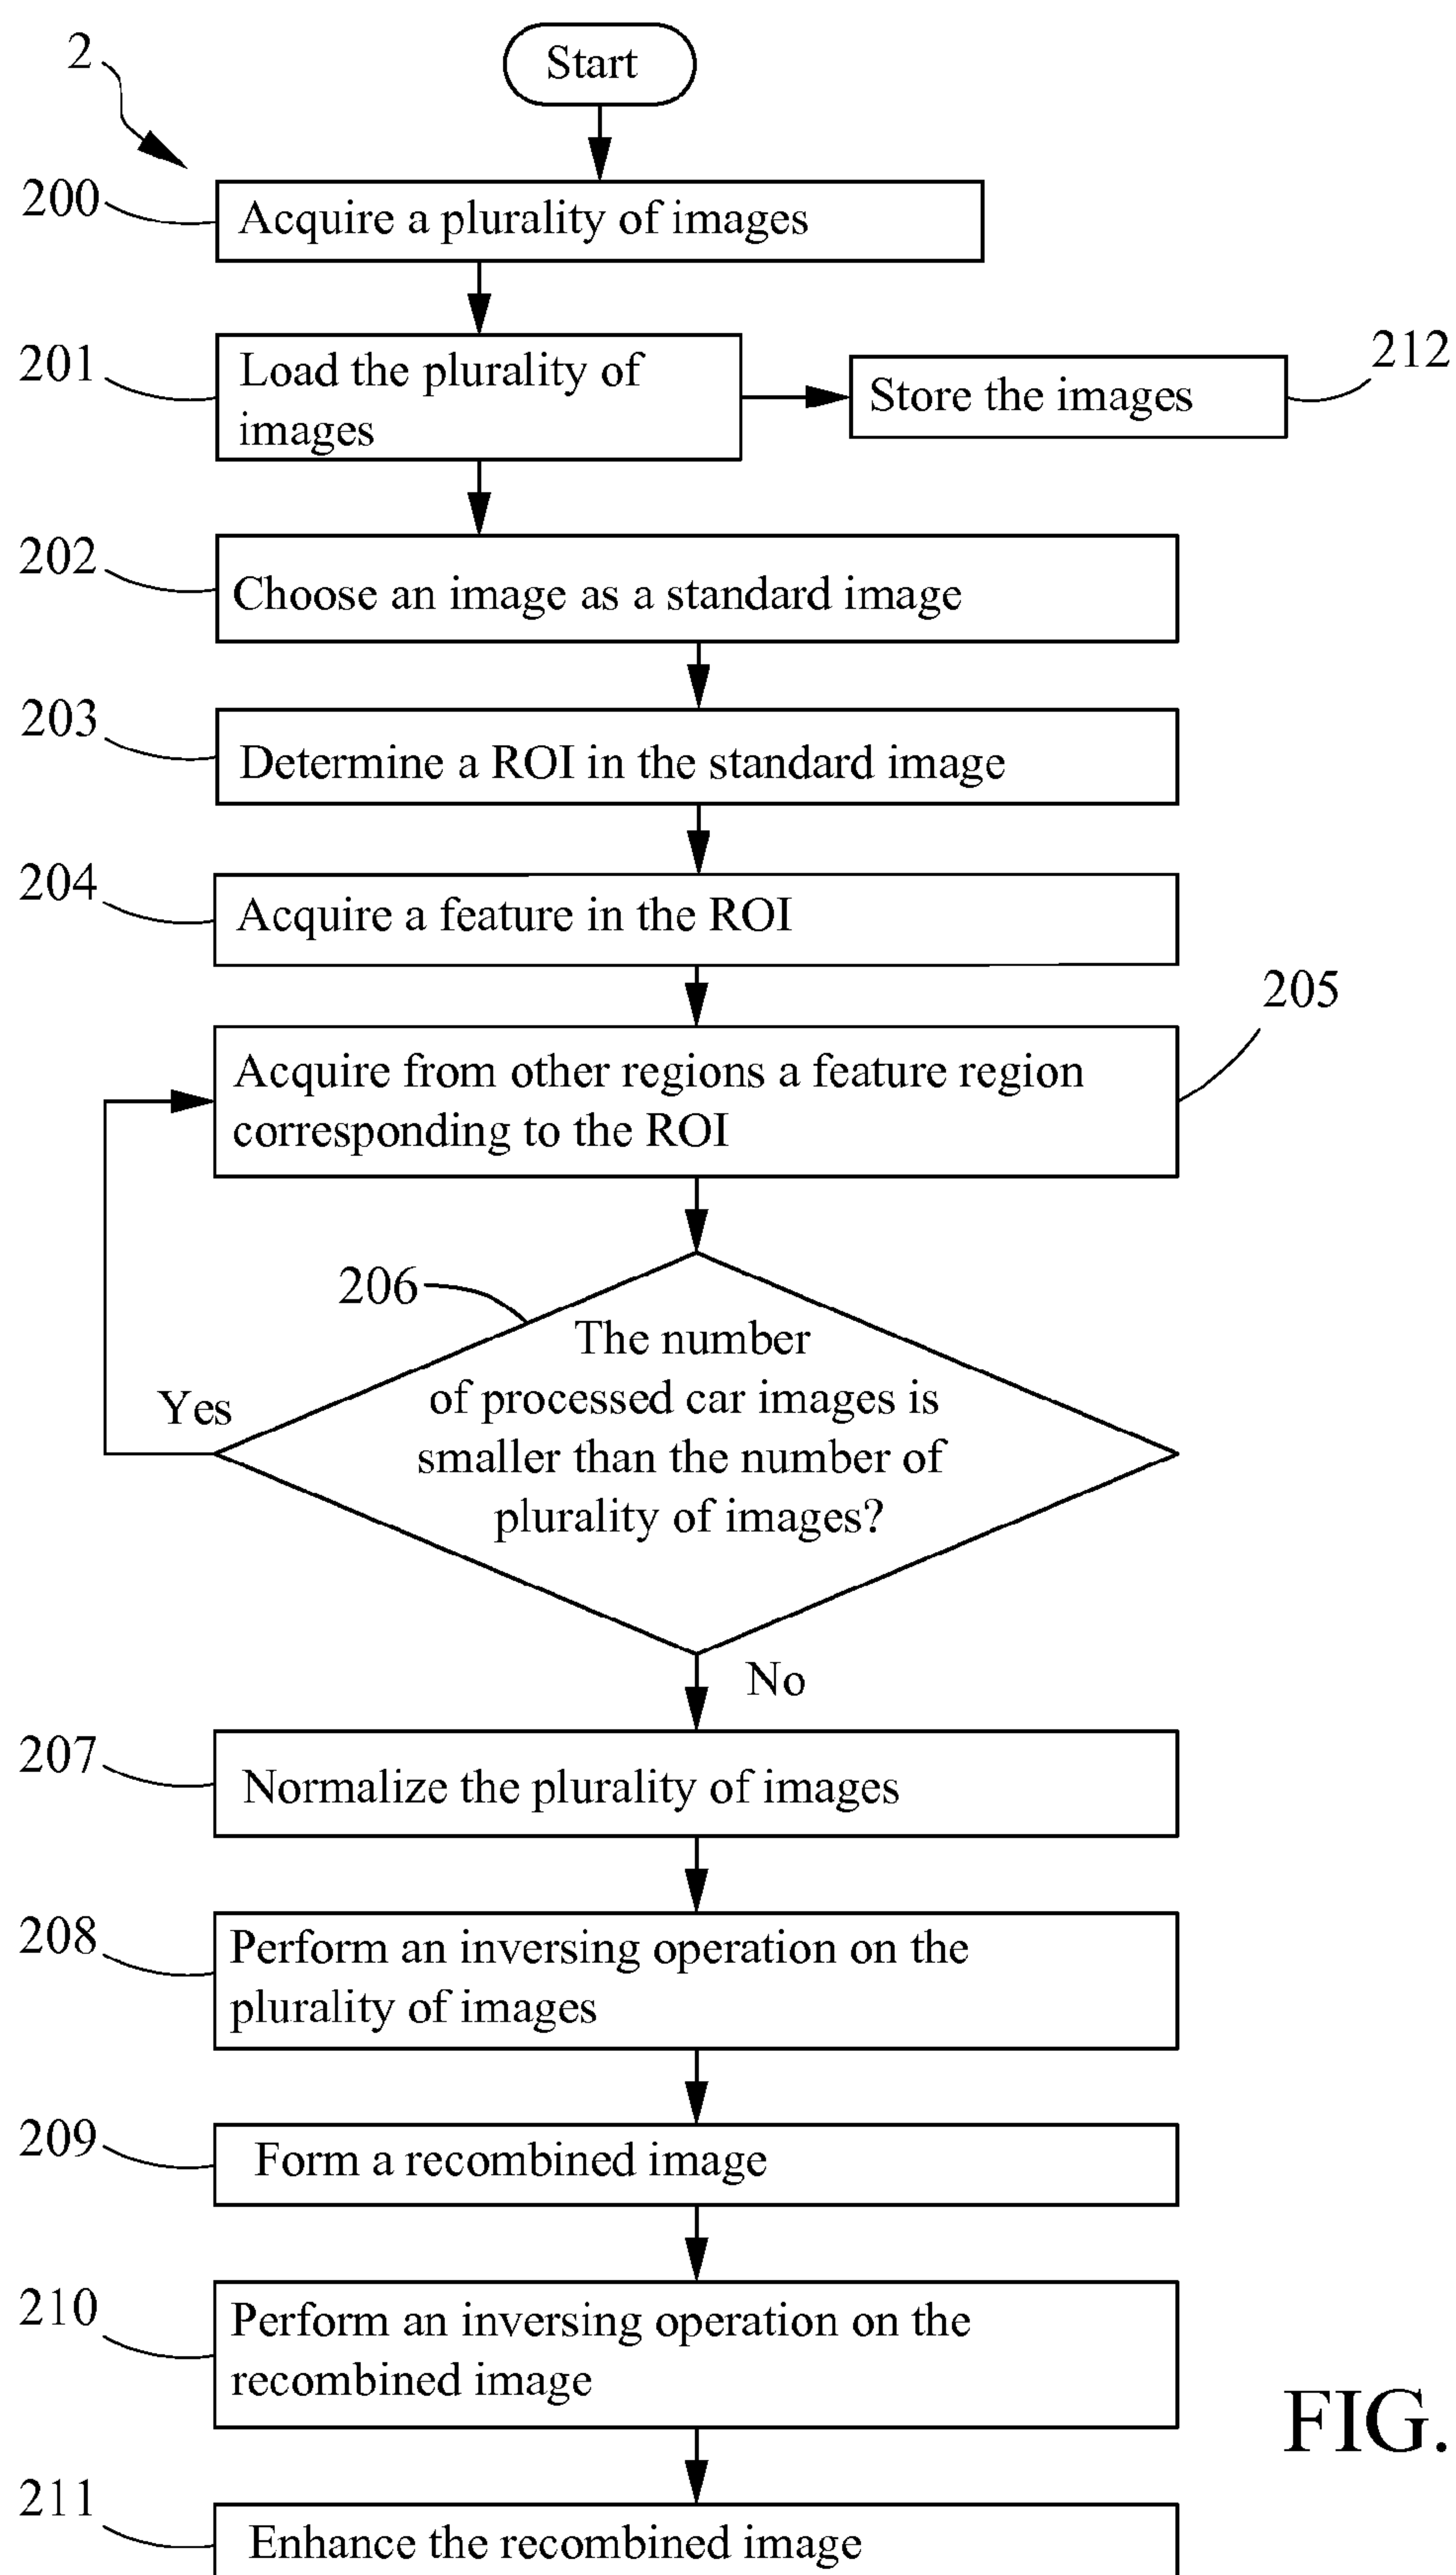 2
Start
200
Acquire a plurality of images
201
Load the plurality of
images
Store the images
212
202
Choose an image as a standard image
203
Determine a ROI in the standard image
204
Acquire a feature in the ROI
205
Acquire from other regions a feature region
corresponding to the ROI
206
The number
of processed car images is
smaller than the number of
plurality of images?
Yes
No
207
Normalize the plurality of images
208
Perform an inversing operation on the
plurality of images
209
Form a recombined image
210
Perform an inversing operation on the
recombined image
FIG.
211
Enhance the recombined image